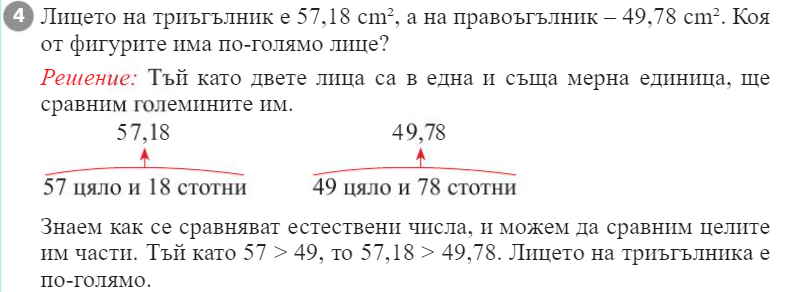 4 Лицето на триъгълник е 57,18 cm², а на правоъгълник – 49,78 cm². Коя
от фигурите има по-голямо лице?
Решение: Тъй като двете лица са в една и съща мерна единица, ще
сравним големините им.
57,18 49,78
57 цяло и 18 стотни 49 цяло и 78 стотни
Знаем как се сравняват естествени числа, и можем да сравним целите
им части. Тъй като 57 > 49, то 57,18 > 49,78. Лицето на триъгълника е
по-голямо.